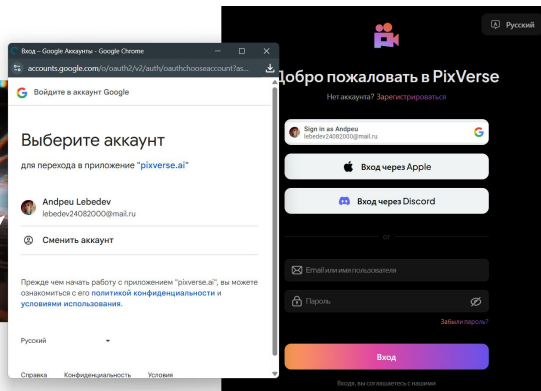 Вход – Google Аккаунты - Google Chrome
accounts.google.com/o/oauth2/v2/auth/oauthchooseaccount?as...
Войдите в аккаунт Google
Выберите аккаунт
для перехода в приложение "pixverse.ai"
Andpeu Lebedev
lebedev24082000@mail.ru
Сменить аккаунт
Прежде чем начать работу с приложением "pixverse.ai", вы можете
ознакомиться с его политикой конфиденциальности и
условиями использования.
Русский
Справка Конфиденциальность Условия
Русский
Добро пожаловать в PixVerse
Нет аккаунта? Зарегистрироваться
Sign in as Andpeu
lebedev24082000@mail.ru
Вход через Apple
Вход через Discord
or
Email или имя пользователя
Пароль
Забыли пароль?
Вход
Входя, вы соглашаетесь с нашими